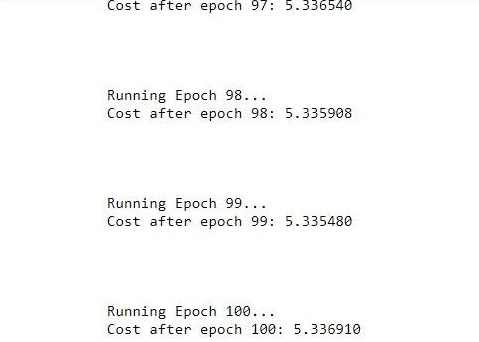 Cost after epoch 97: 5.336540
Running Epoch 98...
Cost after epoch 98: 5.335908
Running Epoch 99...
Cost after epoch 99: 5.335480
Running Epoch 100...
Cost after epoch 100: 5.336910